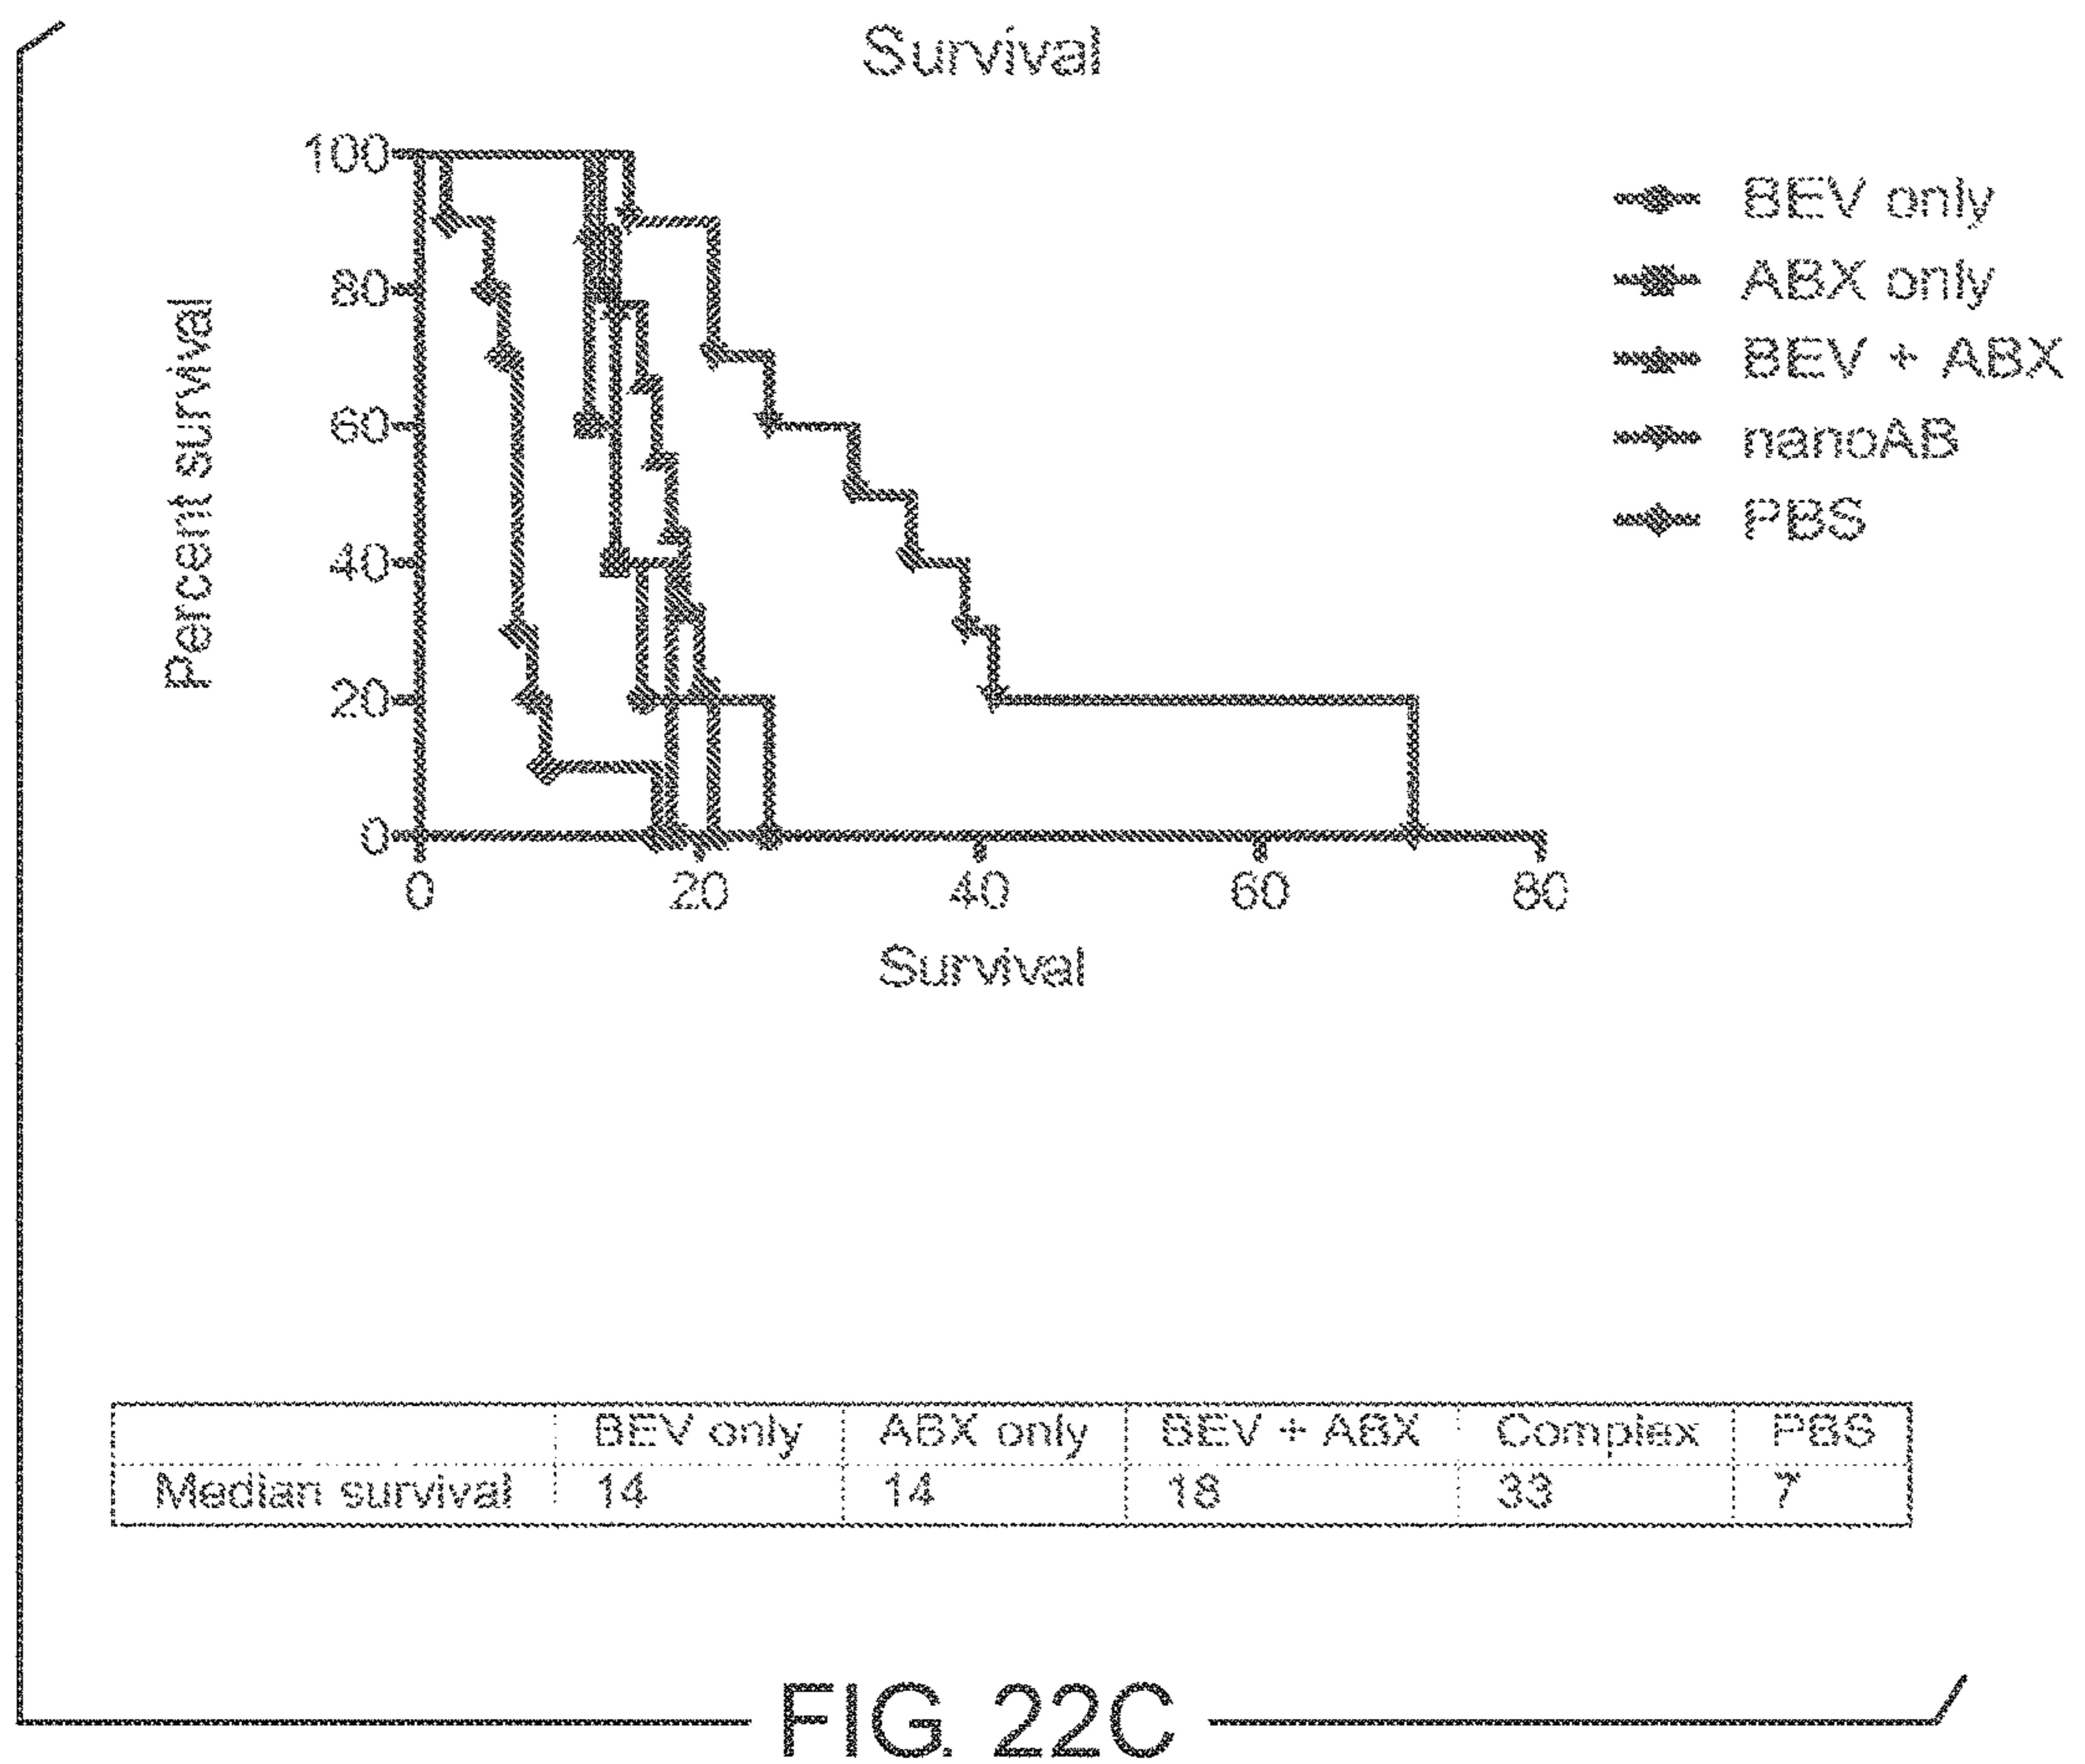 Survival
100
80
60
40
20
0
Percent survival
0 20 40 60 80
Survival
BEV only
ABX only
BEV + ABX
nanoAB
PBS
BEV only ABX only BEV + ABX Complex PBS
Median survival 14 14 18 33 7
FIG. 22C